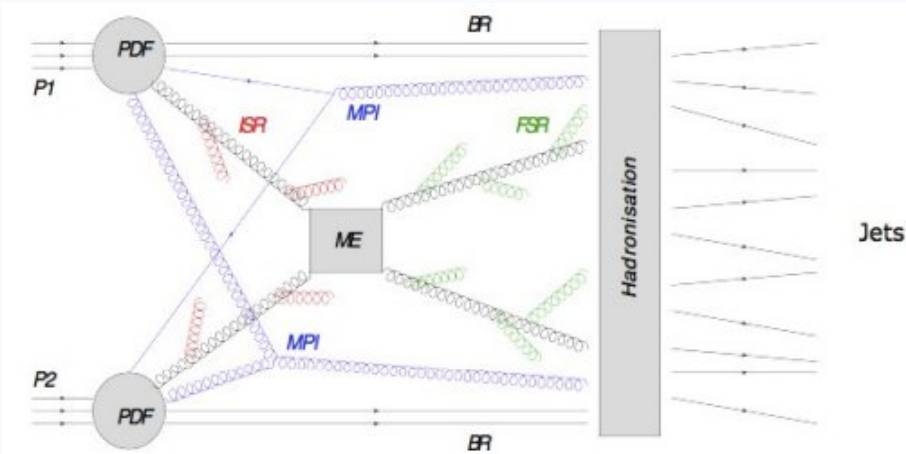 PDF
BR
P1
MPI
ISR
FSR
ME
Hadronisation
Jets
MPI
P2
PDF
BR